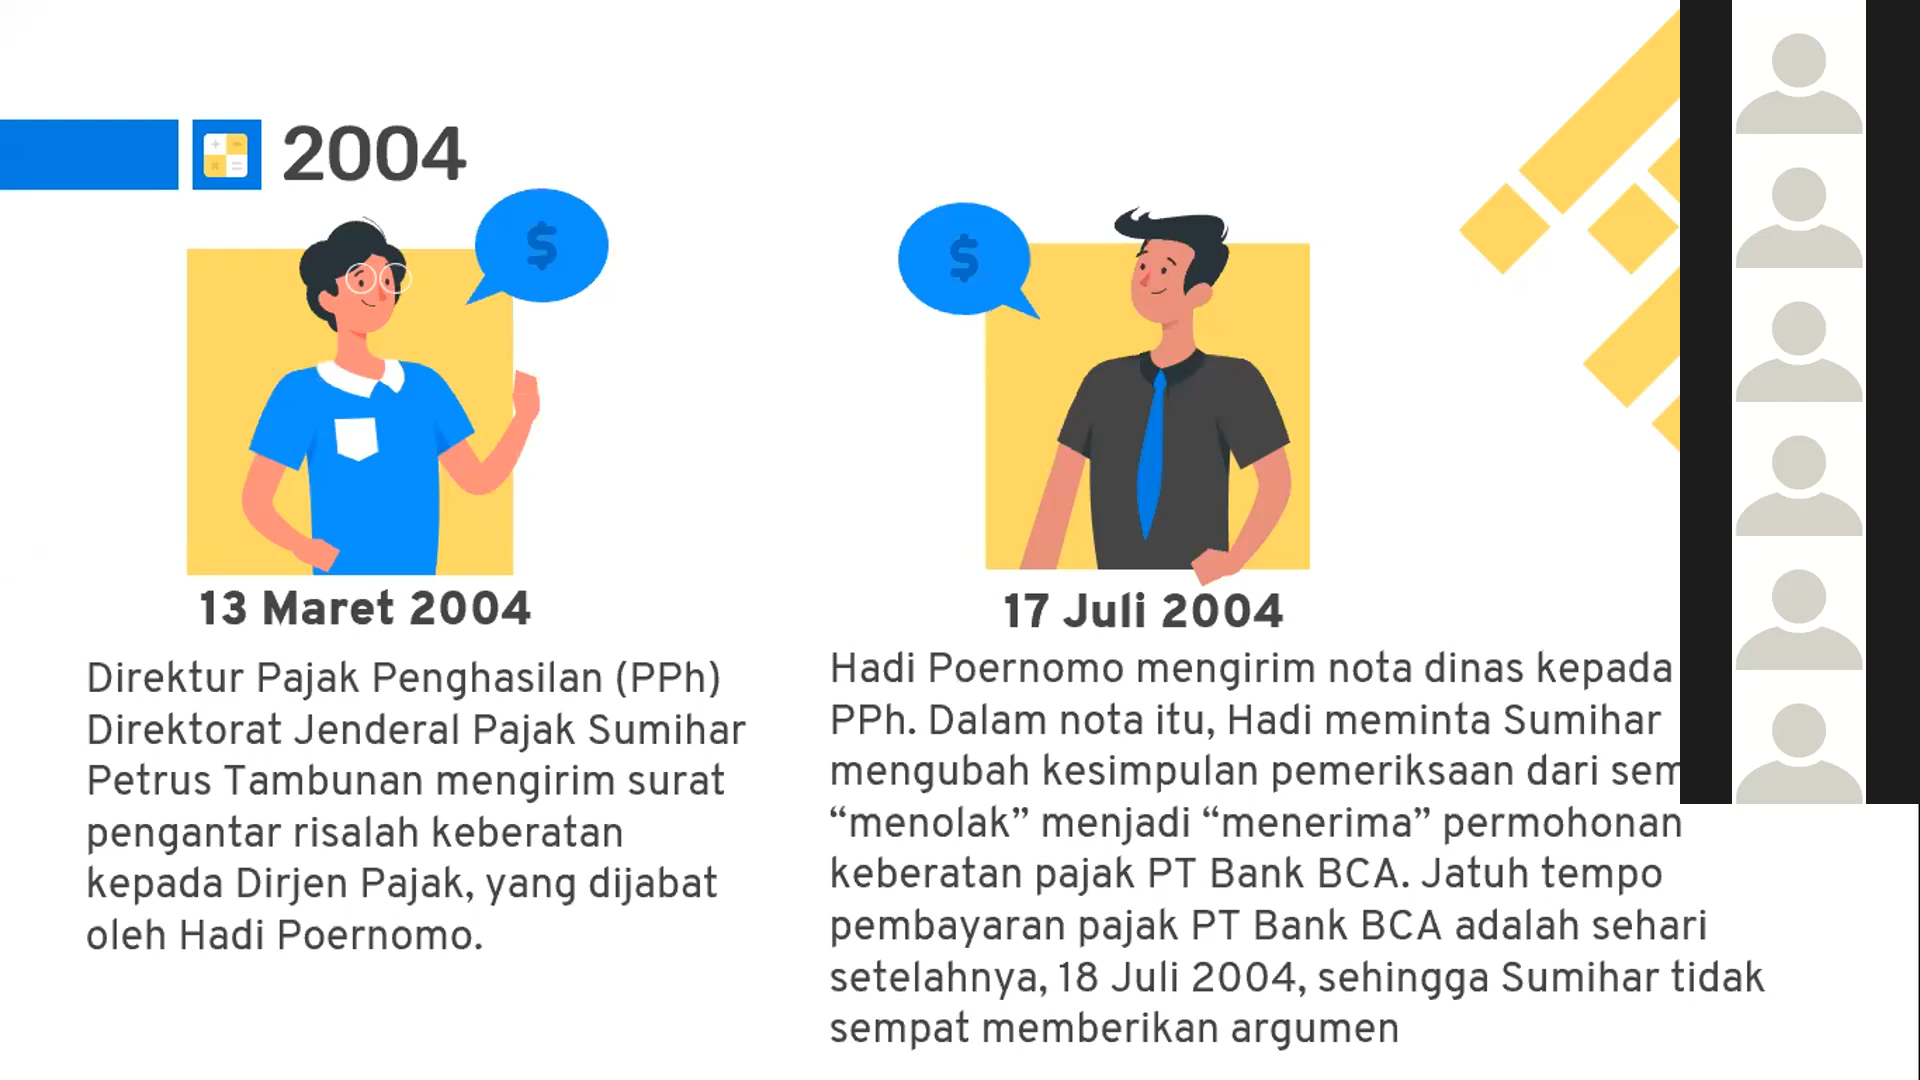 2004
$
$
13 Maret 2004
Direktur Pajak Penghasilan (PPh)
Direktorat Jenderal Pajak Sumihar
Petrus Tambunan mengirim surat
pengantar risalah keberatan
kepada Dirjen Pajak, yang dijabat
oleh Hadi Poernomo.
17 Juli 2004
Hadi Poernomo mengirim nota dinas kepada
PPh. Dalam nota itu, Hadi meminta Sumihar
mengubah kesimpulan pemeriksaan dari
“menolak” menjadi “menerima” permohonan
keberatan pajak PT Bank BCA. Jatuh tempo
pembayaran pajak PT Bank BCA adalah sehari
setelahnya, 18 Juli 2004, sehingga Sumihar tidak
sempat memberikan argumen